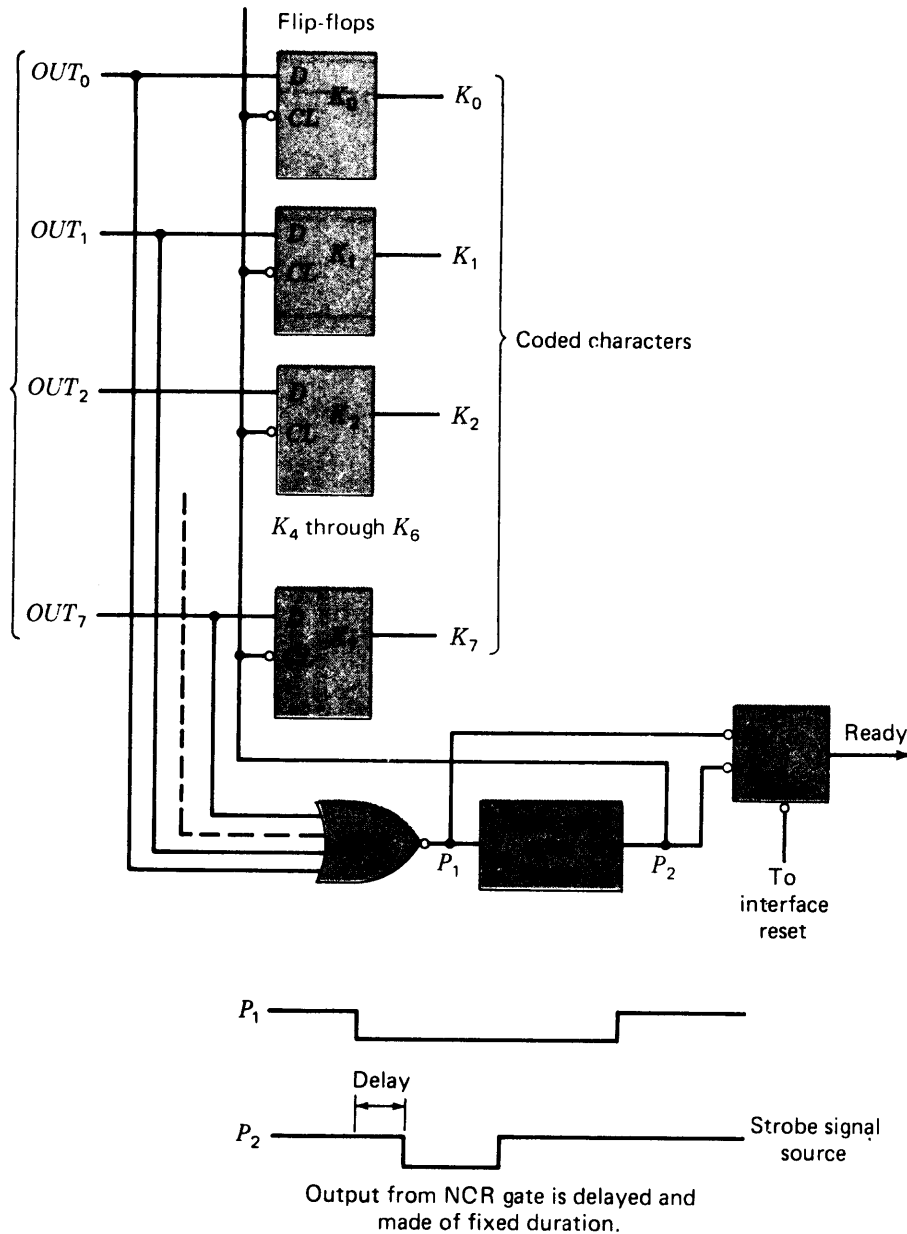 Flip-flops
OUT₀
D
K₀
CL
K₀
OUT₁
D
K₁
CL
K₁
Coded characters
OUT₂
D
K₂
CL
K₂
K₄ through K₆
OUT₇
K₇
Ready
P₁
P₂
To
interface
reset
P₁
Delay
P₂
Strobe signal
source
Output from NCR gate is delayed and
made of fixed duration.